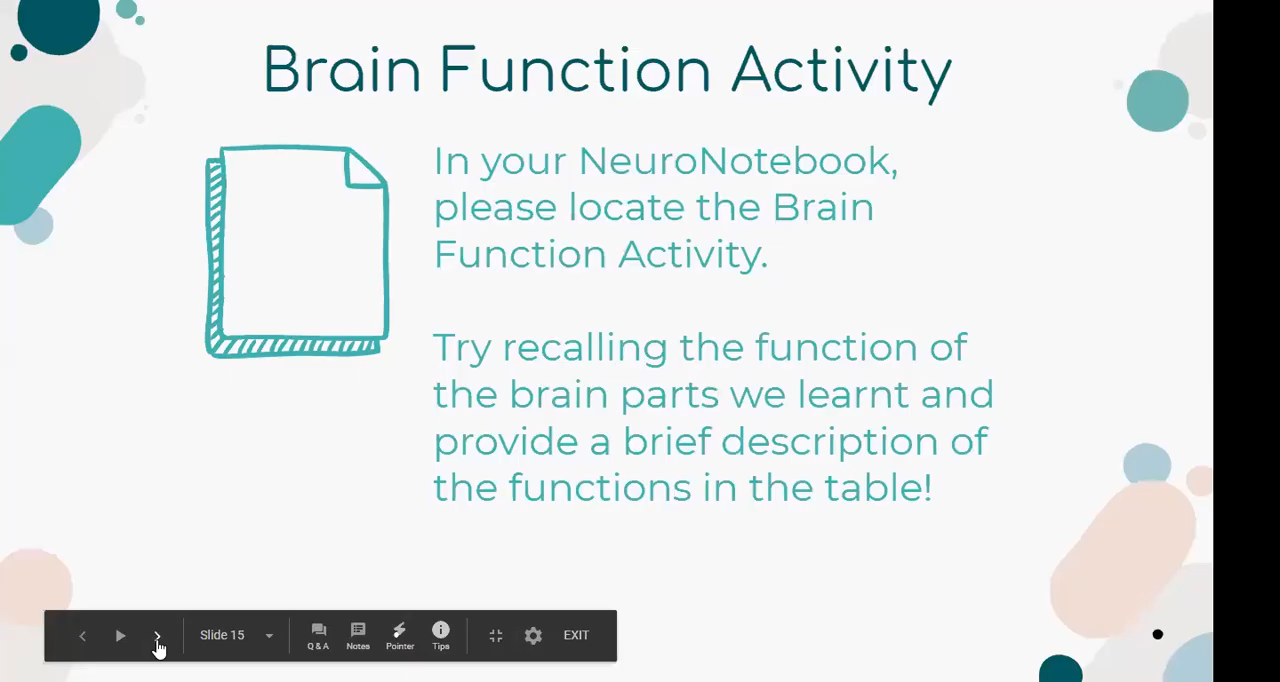 Brain Function Activity
In your NeuroNotebook,
please locate the Brain
Function Activity.
Try recalling the function of
the brain parts we learnt and
provide a brief description of
the functions in the table!
Slide 15
Q & A
Notes
Pointer
Tips
EXIT